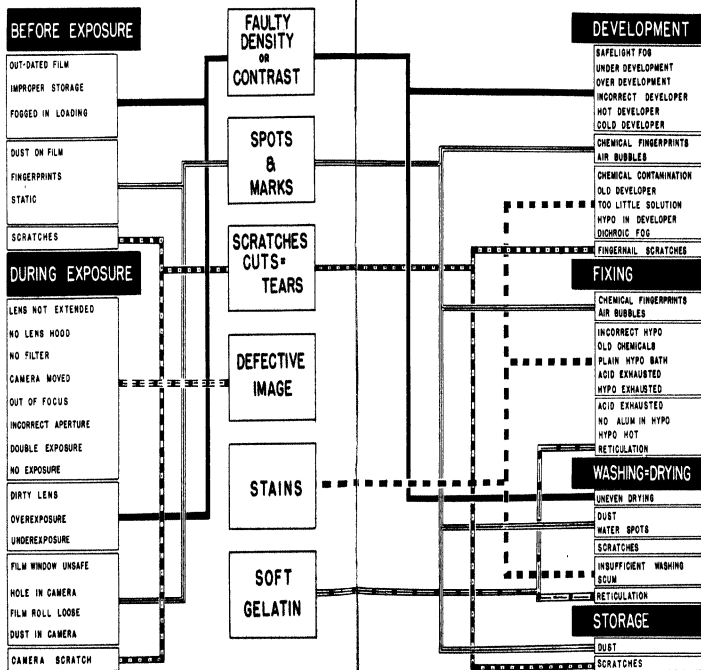 BEFORE EXPOSURE
OUT-DATED FILM
IMPROPER STORAGE
FOGGED IN LOADING
DUST ON FILM
FINGERPRINTS
STATIC
SCRATCHES
DURING EXPOSURE
LENS NOT EXTENDED
NO LENS HOOD
NO FILTER
CAMERA MOVED
OUT OF FOCUS
INCORRECT APERTURE
DOUBLE EXPOSURE
NO EXPOSURE
DIRTY LENS
OVEREXPOSURE
UNDEREXPOSURE
FILM WINDOW UNSAFE
HOLE IN CAMERA
FILM ROLL LOOSE
DUST IN CAMERA
CAMERA SCRATCH
FAULTY
DENSITY
OR
CONTRAST
SPOTS
&
MARKS
SCRATCHES
CUTS=
TEARS
DEFECTIVE
IMAGE
STAINS
SOFT
GELATIN
DEVELOPMENT
SAFELIGHT FOG
UNDER DEVELOPMENT
OVER DEVELOPMENT
INCORRECT DEVELOPER
HOT DEVELOPER
COLD DEVELOPER
CHEMICAL FINGERPRINTS
AIR BUBBLES
CHEMICAL CONTAMINATION
OLD DEVELOPER
TOO LITTLE SOLUTION
HYPO IN DEVELOPER
DICHROIC FOG
FINGERNAIL SCRATCHES
FIXING
CHEMICAL FINGERPRINTS
AIR BUBBLES
INCORRECT HYPO
OLD CHEMICALS
PLAIN HYPO BATH
ACID EXHAUSTED
HYPO EXHAUSTED
ACID EXHAUSTED
NO ALUM IN HYPO
HYPO HOT
RETICULATION
WASHING=DRYING
UNEVEN DRYING
DUST
WATER SPOTS
SCRATCHES
INSUFFICIENT WASHING
SCUM
RETICULATION
STORAGE
DUST
SCRATCHES